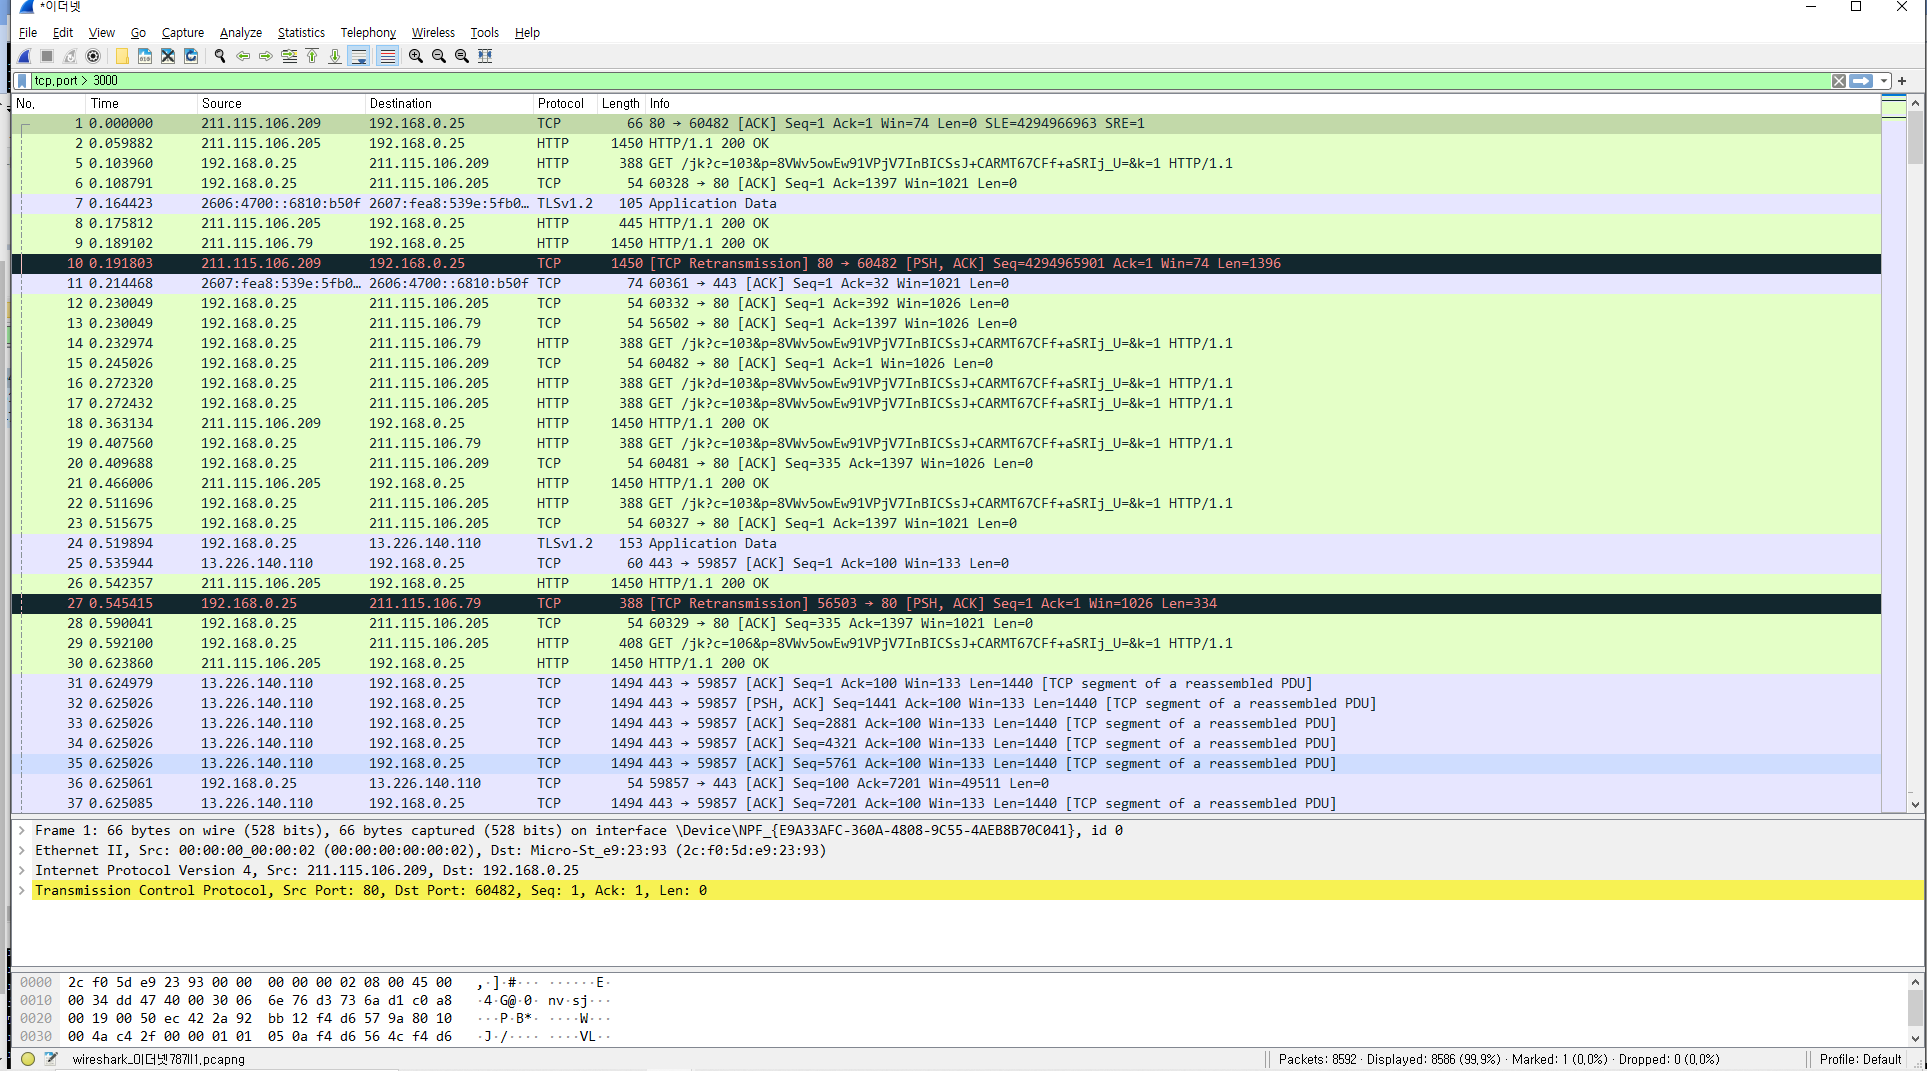 *이더넷
File Edit View Go Capture Analyze Statistics Telephony Wireless Tools Help
tcp.port > 3000
No. Time Source Destination Protocol Length Info
1 0.000000 211.115.106.209 192.168.0.25 TCP 66 80 → 60482 [ACK] Seq=1 Ack=1 Win=74 Len=0 SLE=4294966963 SRE=1
2 0.059882 211.115.106.205 192.168.0.25 HTTP 1450 HTTP/1.1 200 OK
5 0.103960 192.168.0.25 211.115.106.209 HTTP 388 GET /jk?c=103&p=8VWv5owEw91VPjV7InBICSsJ+CARMT67CFf+aSRIj_U=&k=1 HTTP/1.1
6 0.108791 192.168.0.25 211.115.106.205 TCP 54 60328 → 80 [ACK] Seq=1 Ack=1397 Win=1021 Len=0
7 0.164423 2606:4700::6810:b50f 2607:fea8:539e:5fb0… TLSv1.2 105 Application Data
8 0.175812 211.115.106.205 192.168.0.25 HTTP 445 HTTP/1.1 200 OK
9 0.189102 211.115.106.79 192.168.0.25 HTTP 1450 HTTP/1.1 200 OK
10 0.191803 211.115.106.209 192.168.0.25 TCP 1450 [TCP Retransmission] 80 → 60482 [PSH, ACK] Seq=4294965901 Ack=1 Win=74 Len=1396
11 0.214468 2607:fea8:539e:5fb0… 2606:4700::6810:b50f TCP 74 60361 → 443 [ACK] Seq=1 Ack=32 Win=1021 Len=0
12 0.230049 192.168.0.25 211.115.106.205 TCP 54 60332 → 80 [ACK] Seq=1 Ack=392 Win=1026 Len=0
13 0.230049 192.168.0.25 211.115.106.79 TCP 54 56502 → 80 [ACK] Seq=1 Ack=1397 Win=1026 Len=0
14 0.232974 192.168.0.25 211.115.106.79 HTTP 388 GET /jk?c=103&p=8VWv5owEw91VPjV7InBICSsJ+CARMT67CFf+aSRIj_U=&k=1 HTTP/1.1
15 0.245026 192.168.0.25 211.115.106.209 TCP 54 60482 → 80 [ACK] Seq=1 Ack=1 Win=1026 Len=0
16 0.272320 192.168.0.25 211.115.106.205 HTTP 388 GET /jk?d=103&p=8VWv5owEw91VPjV7InBICSsJ+CARMT67CFf+aSRIj_U=&k=1 HTTP/1.1
17 0.272432 192.168.0.25 211.115.106.205 HTTP 388 GET /jk?c=103&p=8VWv5owEw91VPjV7InBICSsJ+CARMT67CFf+aSRIj_U=&k=1 HTTP/1.1
18 0.363134 211.115.106.209 192.168.0.25 HTTP 1450 HTTP/1.1 200 OK
19 0.407560 192.168.0.25 211.115.106.79 HTTP 388 GET /jk?c=103&p=8VWv5owEw91VPjV7InBICSsJ+CARMT67CFf+aSRIj_U=&k=1 HTTP/1.1
20 0.409688 192.168.0.25 211.115.106.209 TCP 54 60481 → 80 [ACK] Seq=335 Ack=1397 Win=1026 Len=0
21 0.466006 211.115.106.205 192.168.0.25 HTTP 1450 HTTP/1.1 200 OK
22 0.511696 192.168.0.25 211.115.106.205 HTTP 388 GET /jk?c=103&p=8VWv5owEw91VPjV7InBICSsJ+CARMT67CFf+aSRIj_U=&k=1 HTTP/1.1
23 0.515675 192.168.0.25 211.115.106.205 TCP 54 60327 → 80 [ACK] Seq=1 Ack=1397 Win=1021 Len=0
24 0.519894 192.168.0.25 13.226.140.110 TLSv1.2 153 Application Data
25 0.535944 13.226.140.110 192.168.0.25 TCP 60 443 → 59857 [ACK] Seq=1 Ack=100 Win=133 Len=0
26 0.542357 211.115.106.205 192.168.0.25 HTTP 1450 HTTP/1.1 200 OK
27 0.545415 192.168.0.25 211.115.106.79 TCP 388 [TCP Retransmission] 56503 → 80 [PSH, ACK] Seq=1 Ack=1 Win=1026 Len=334
28 0.590041 192.168.0.25 211.115.106.205 TCP 54 60329 → 80 [ACK] Seq=335 Ack=1397 Win=1021 Len=0
29 0.592100 192.168.0.25 211.115.106.205 HTTP 408 GET /jk?c=106&p=8VWv5owEw91VPjV7InBICSsJ+CARMT67CFf+aSRIj_U=&k=1 HTTP/1.1
30 0.623860 211.115.106.205 192.168.0.25 HTTP 1450 HTTP/1.1 200 OK
31 0.624979 13.226.140.110 192.168.0.25 TCP 1494 443 → 59857 [ACK] Seq=1 Ack=100 Win=133 Len=1440 [TCP segment of a reassembled PDU]
32 0.625026 13.226.140.110 192.168.0.25 TCP 1494 443 → 59857 [PSH, ACK] Seq=1441 Ack=100 Win=133 Len=1440 [TCP segment of a reassembled PDU]
33 0.625026 13.226.140.110 192.168.0.25 TCP 1494 443 → 59857 [ACK] Seq=2881 Ack=100 Win=133 Len=1440 [TCP segment of a reassembled PDU]
34 0.625026 13.226.140.110 192.168.0.25 TCP 1494 443 → 59857 [ACK] Seq=4321 Ack=100 Win=133 Len=1440 [TCP segment of a reassembled PDU]
35 0.625026 13.226.140.110 192.168.0.25 TCP 1494 443 → 59857 [ACK] Seq=5761 Ack=100 Win=133 Len=1440 [TCP segment of a reassembled PDU]
36 0.625061 192.168.0.25 13.226.140.110 TCP 54 59857 → 443 [ACK] Seq=100 Ack=7201 Win=49511 Len=0
37 0.625085 13.226.140.110 192.168.0.25 TCP 1494 443 → 59857 [ACK] Seq=7201 Ack=100 Win=133 Len=1440 [TCP segment of a reassembled PDU]
Frame 1: 66 bytes on wire (528 bits), 66 bytes captured (528 bits) on interface \Device\NPF_{E9A33AFC-360A-4808-9C55-4AEB8B70C041}, id 0
Ethernet II, Src: 00:00:00_00:00:02 (00:00:00:00:00:02), Dst: Micro-St_e9:23:93 (2c:f0:5d:e9:23:93)
Internet Protocol Version 4, Src: 211.115.106.209, Dst: 192.168.0.25
Transmission Control Protocol, Src Port: 80, Dst Port: 60482, Seq: 1, Ack: 1, Len: 0
0000 2c f0 5d e9 23 93 00 00 00 00 00 02 08 00 45 00 ,·]·#··· ······E·
0010 00 34 dd 47 40 00 30 06 6e 76 d3 73 6a d1 c0 a8 ·4·G@·0· nv·sj···
0020 00 19 00 50 ec 42 2a 92 bb 12 f4 d6 57 9a 80 10 ···P·B*· ····W···
0030 00 4a c4 2f 00 00 01 01 05 0a f4 d6 56 4c f4 d6 ·J·/···· ····VL··
wireshark_이더넷787II1.pcapng Packets: 8592 · Displayed: 8586 (99.9%) · Marked: 1 (0.0%) · Dropped: 0 (0.0%) Profile: Default